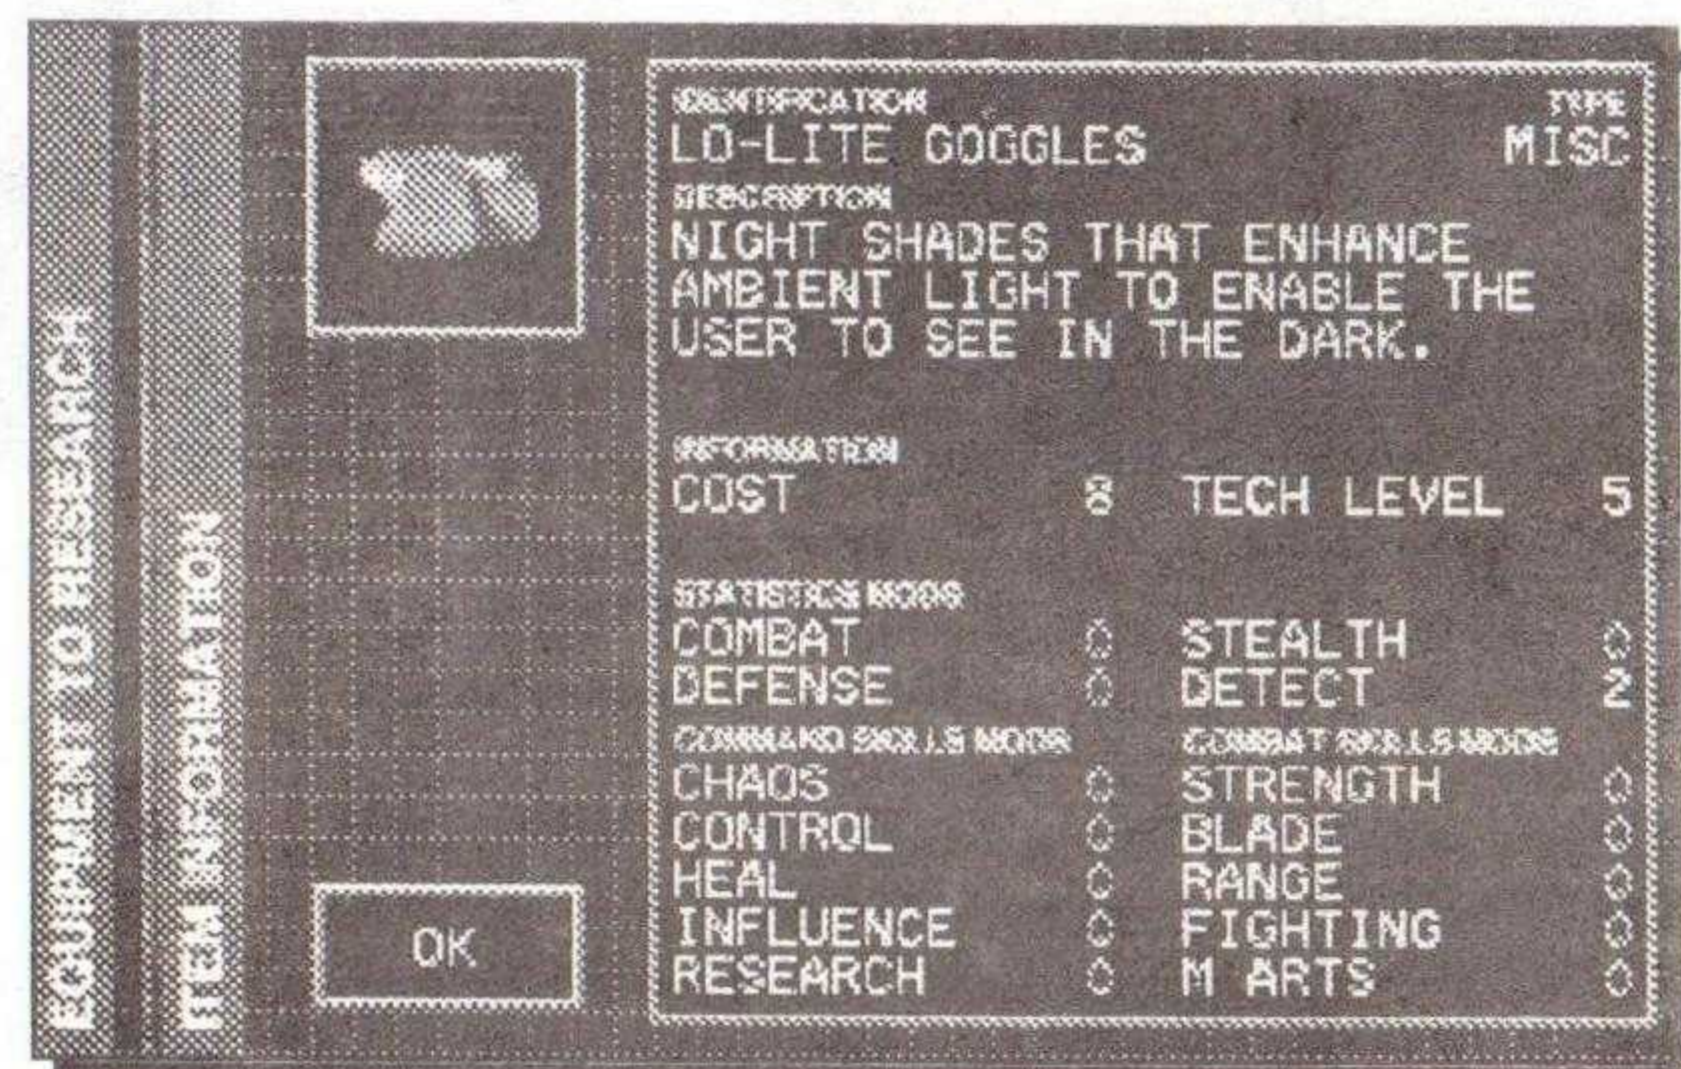 EQUIPMENT TO RESEARCH
ITEM INFORMATION
OK
IDENTIFICATION TYPE
LO-LITE GOGGLES MISC
DESCRIPTION
NIGHT SHADES THAT ENHANCE
AMBIENT LIGHT TO ENABLE THE
USER TO SEE IN THE DARK.
INFORMATION
COST 8 TECH LEVEL 5
STATISTICS MODS
COMBAT 0 STEALTH 0
DEFENSE 0 DETECT 2
COMMAND SKILLS MODS COMBAT SKILLS MODS
CHAOS 0 STRENGTH 0
CONTROL 0 BLADE 0
HEAL 0 RANGE 0
INFLUENCE 0 FIGHTING 0
RESEARCH 0 M ARTS 0